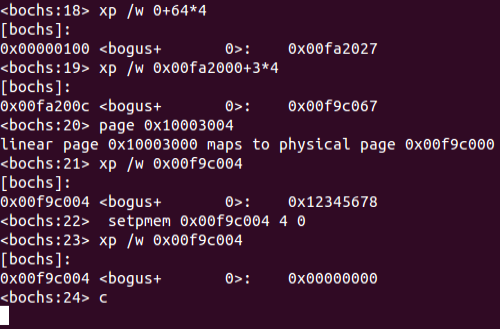 <bochs:18> xp /w 0+64*4
[bochs]:
0x00000100 <bogus+       0>:    0x00fa2027
<bochs:19> xp /w 0x00fa2000+3*4
[bochs]:
0x00fa200c <bogus+       0>:    0x00f9c067
<bochs:20> page 0x10003004
linear page 0x10003000 maps to physical page 0x00f9c000
<bochs:21> xp /w 0x00f9c004
[bochs]:
0x00f9c004 <bogus+       0>:    0x12345678
<bochs:22>  setpmem 0x00f9c004 4 0
<bochs:23> xp /w 0x00f9c004
[bochs]:
0x00f9c004 <bogus+       0>:    0x00000000
<bochs:24> c